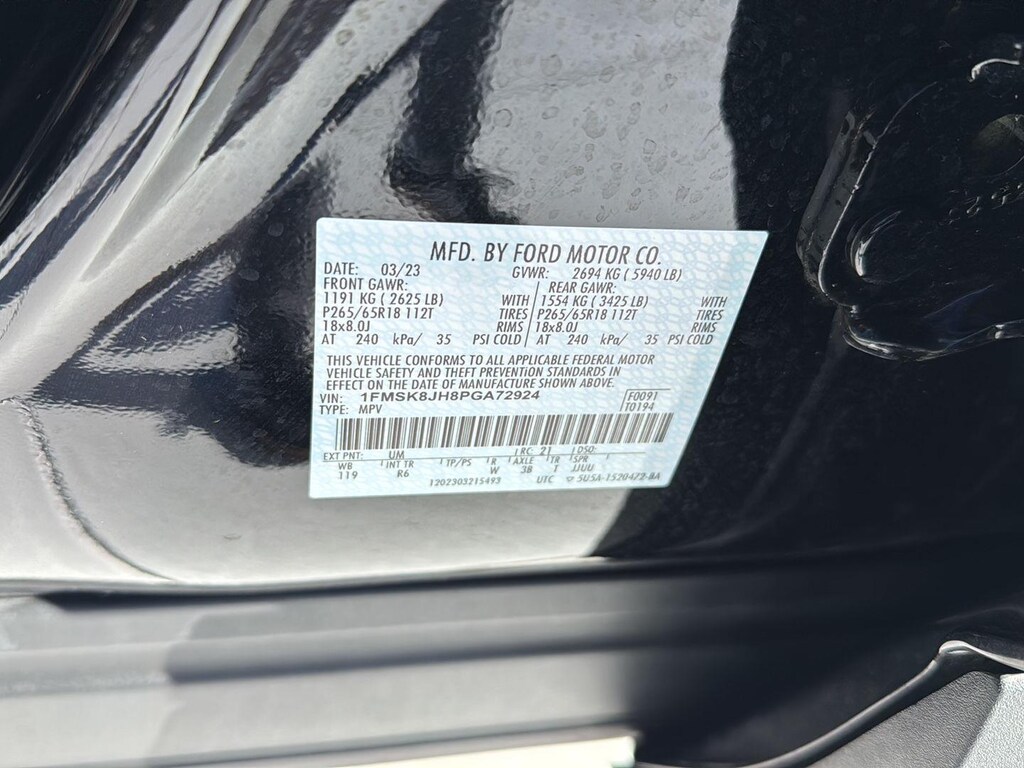 MFD. BY FORD MOTOR CO.
DATE: 03/23 GVWR: 2694 KG ( 5940 LB)
FRONT GAWR: REAR GAWR:
1191 KG ( 2625 LB) WITH 1554 KG ( 3425 LB) WITH
P265/65R18 112T TIRES P265/65R18 112T TIRES
18x8.0J RIMS 18x8.0J RIMS
AT 240 kPa/ 35 PSI COLD AT 240 kPa/ 35 PSI COLD
THIS VEHICLE CONFORMS TO ALL APPLICABLE FEDERAL MOTOR
VEHICLE SAFETY AND THEFT PREVENTION STANDARDS IN
EFFECT ON THE DATE OF MANUFACTURE SHOWN ABOVE.
VIN: 1FMSK8JH8PGA72924 F0091
TYPE: MPV T0194
EXT PNT: UM RC: 21 DSO:
WB INT TR TP/PS R AXLE TR SPR
119 R6 W 38 T JJUU
1202303215493 UTC 5U5A-1520472-BA